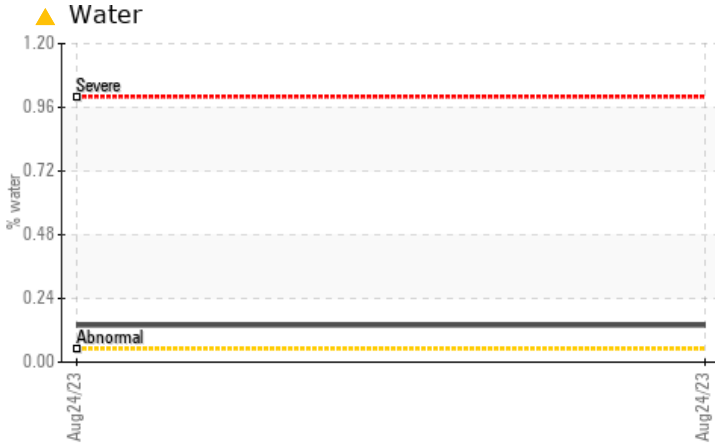 Water
1.20
Severe
0.96
0.72
% water
0.48
0.24
Abnormal
0.00
Aug24/23
Aug24/23